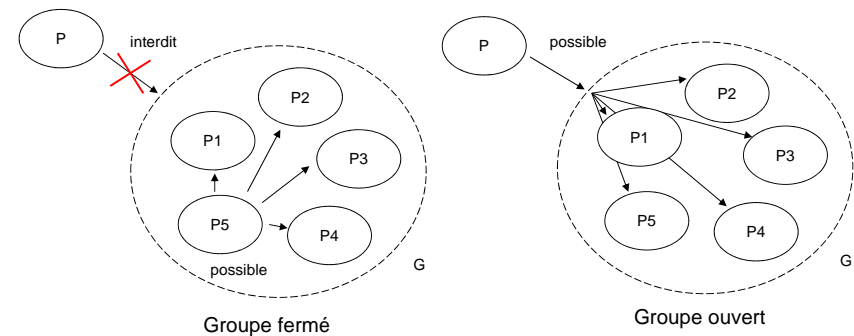 P
interdit
P2
P1
P3
P5
P4
possible
G
Groupe fermé
P
possible
P2
P1
P3
P5
P4
G
Groupe ouvert